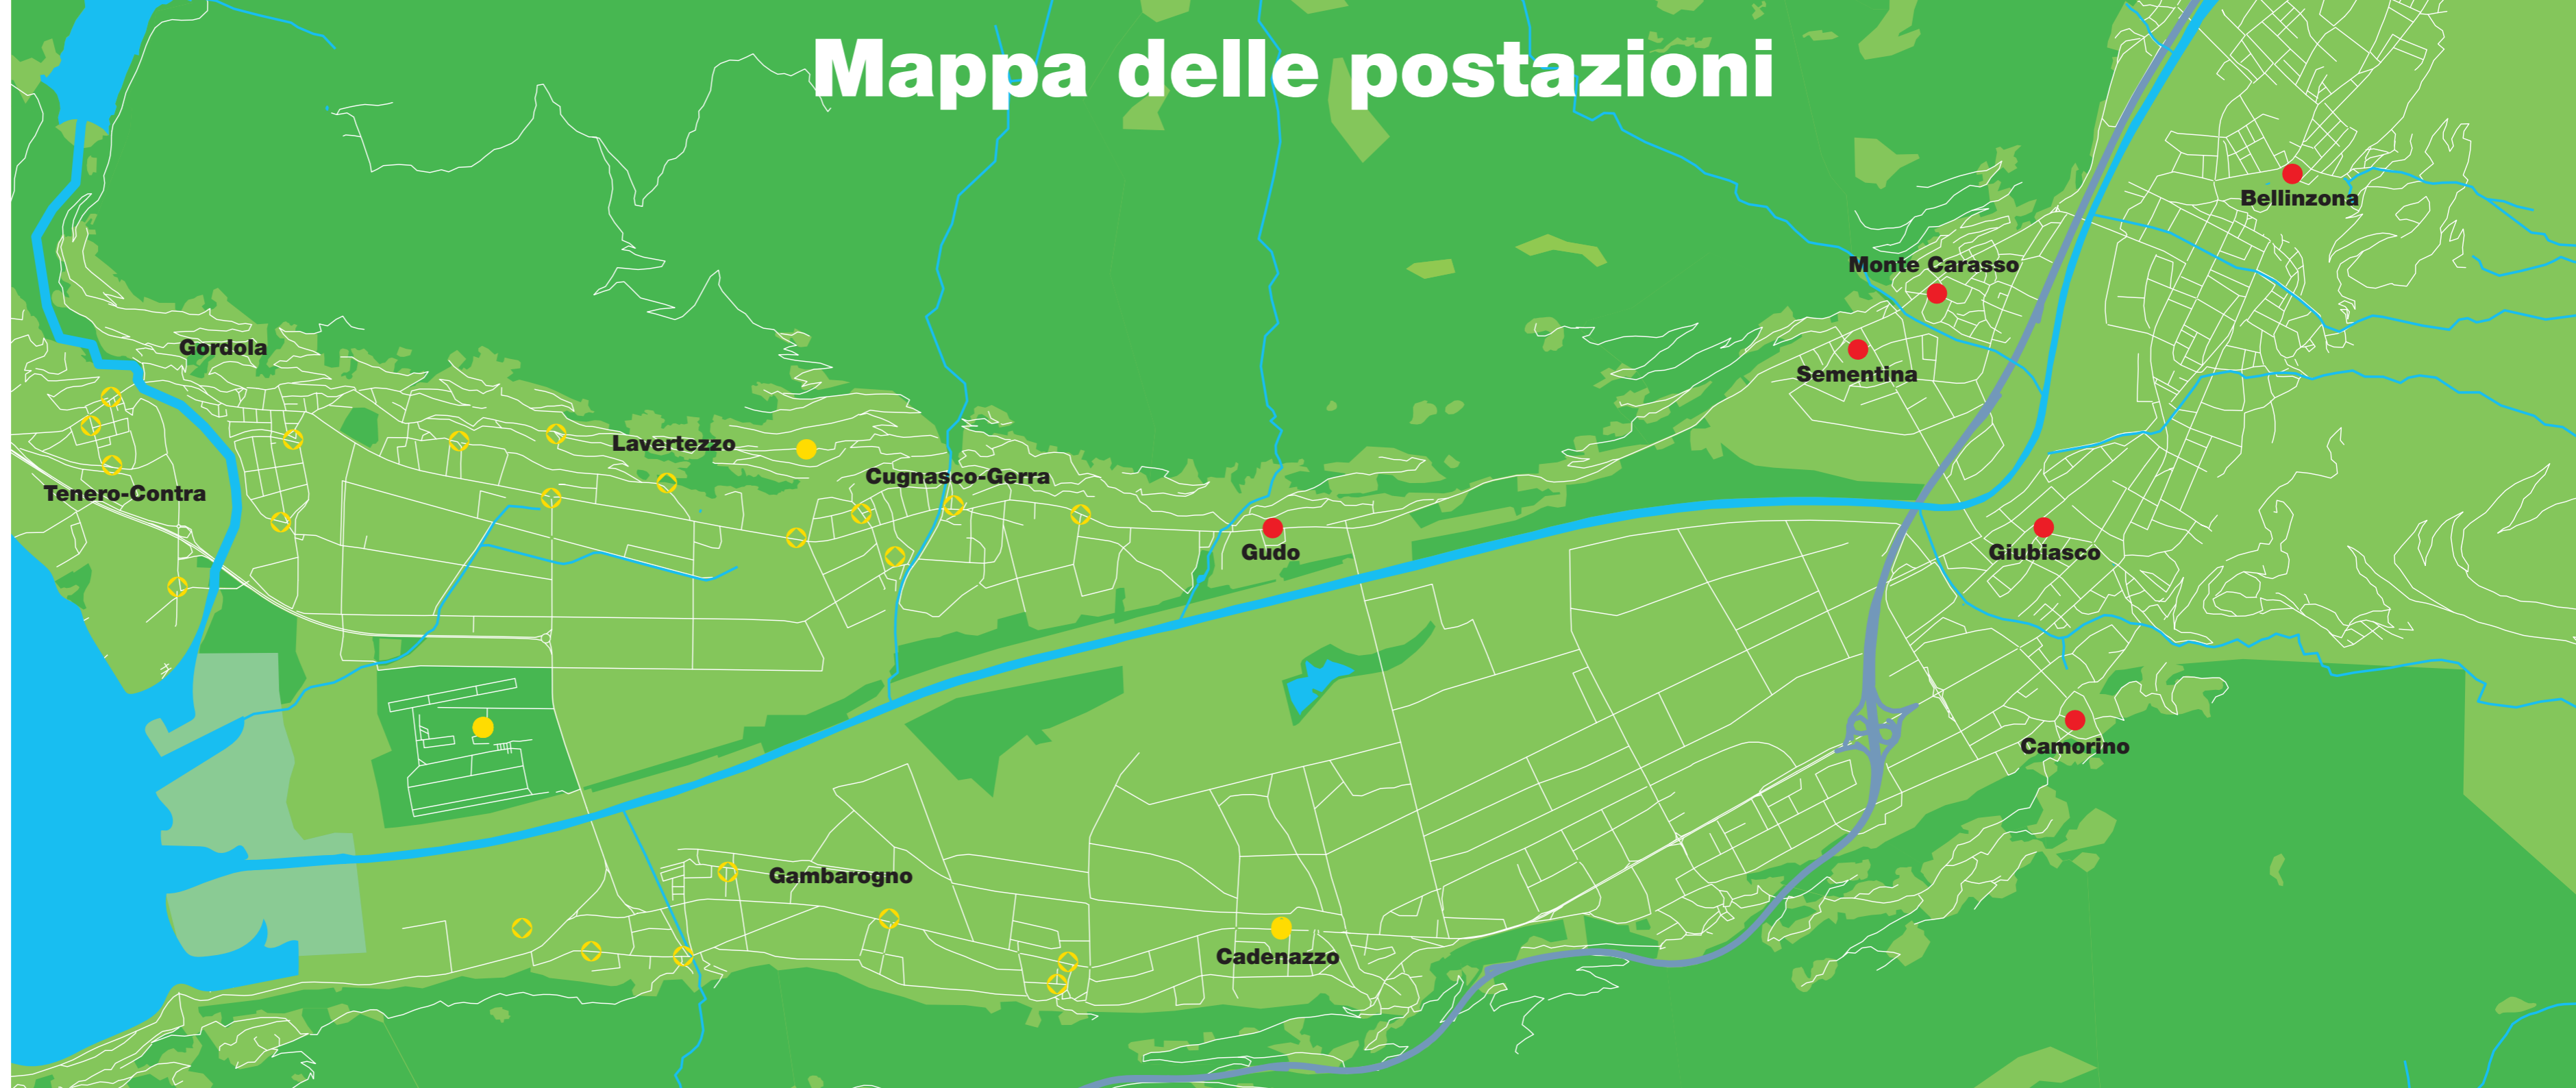 Mappa delle postazioni
Bellinzona
Monte Carasso
Gordola
Sementina
Lavertezzo
Cugnasco-Gerra
Tenero-Contra
Gudo
Giubiasco
Camorino
Gambarogno
Cadenazzo